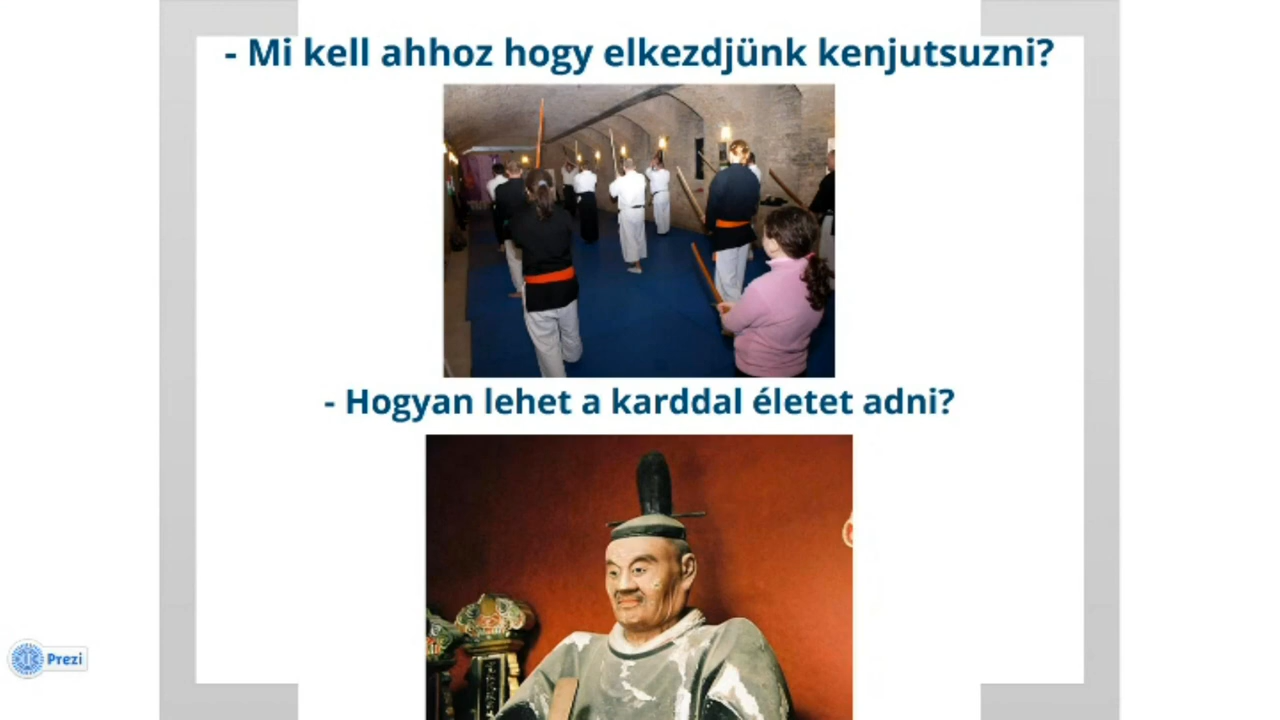 - Mi kell ahhoz hogy elkezdjünk kenjutsuzni?
- Hogyan lehet a karddal életet adni?
Prezi